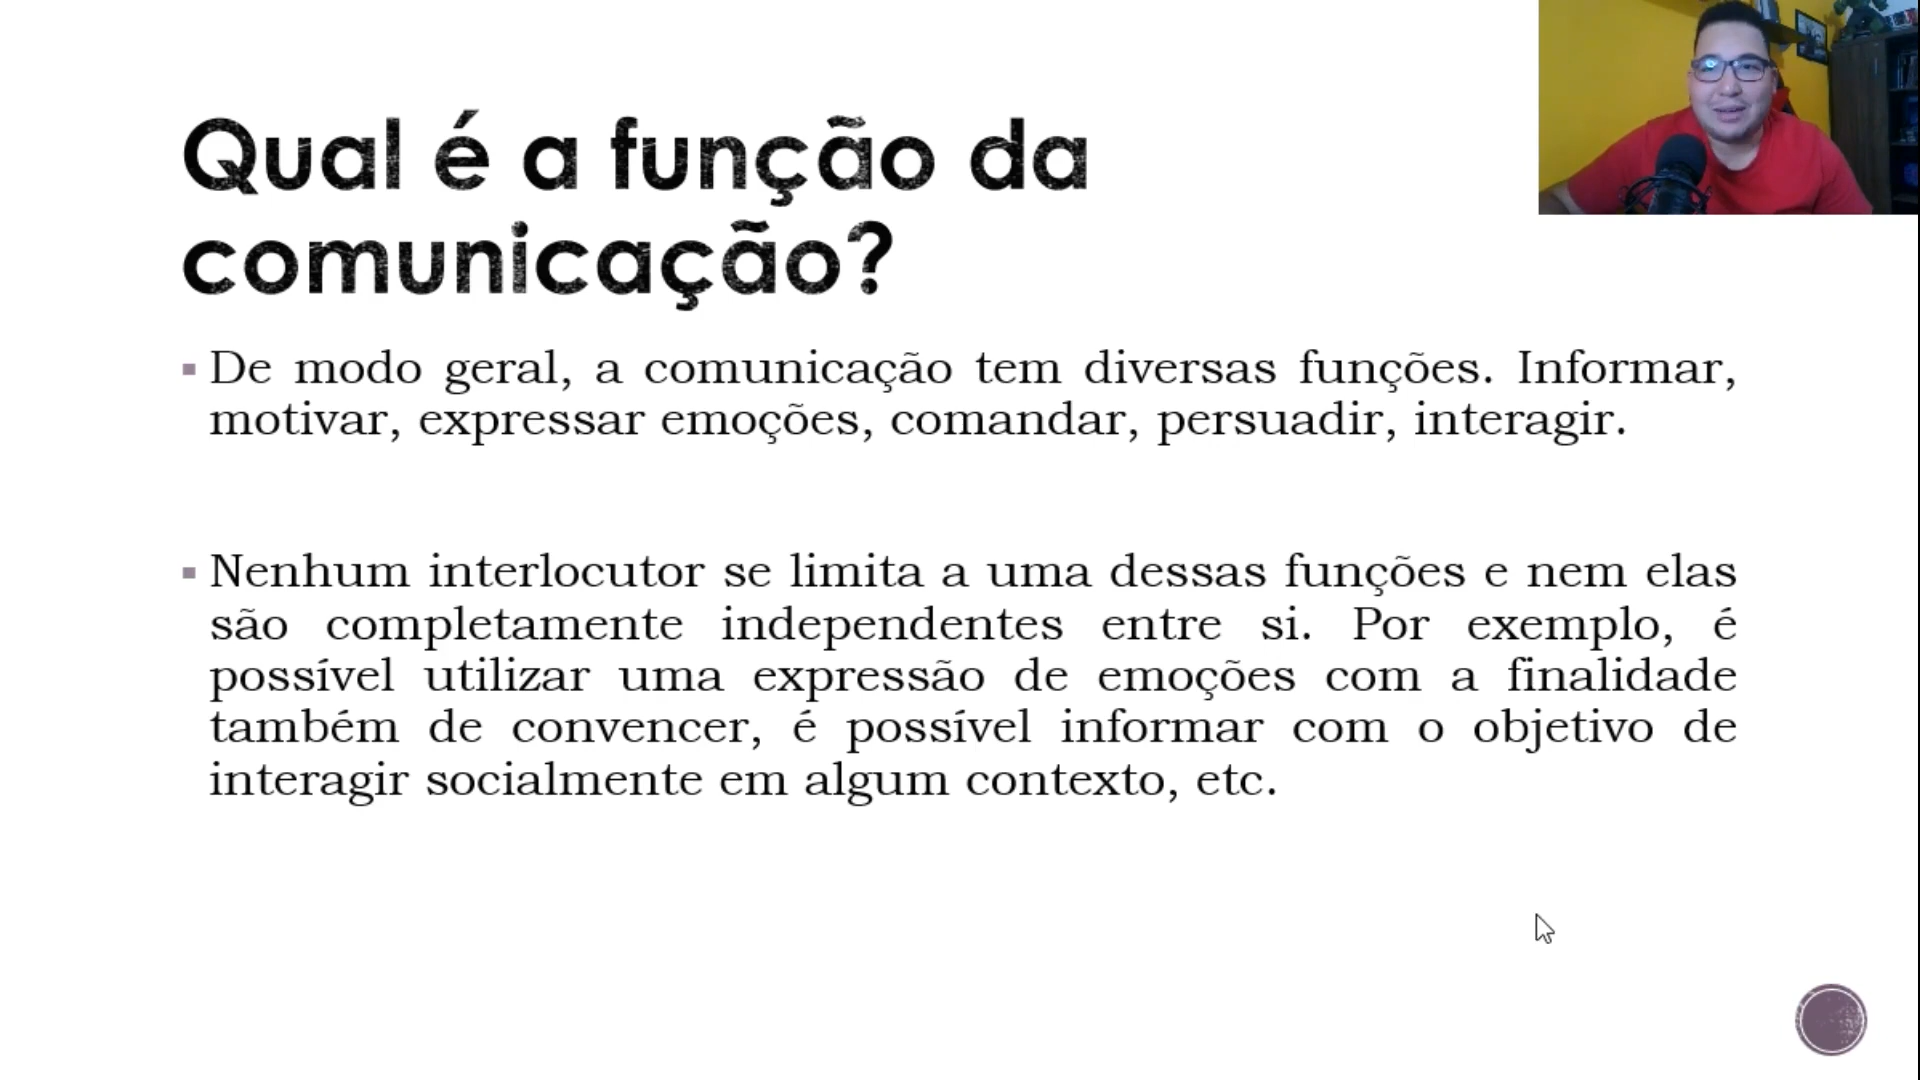 Qual é a função da
comunicação?
▪ De modo geral, a comunicação tem diversas funções. Informar,
motivar, expressar emoções, comandar, persuadir, interagir.
▪ Nenhum interlocutor se limita a uma dessas funções e nem elas
são completamente independentes entre si. Por exemplo, é
possível utilizar uma expressão de emoções com a finalidade
também de convencer, é possível informar com o objetivo de
interagir socialmente em algum contexto, etc.